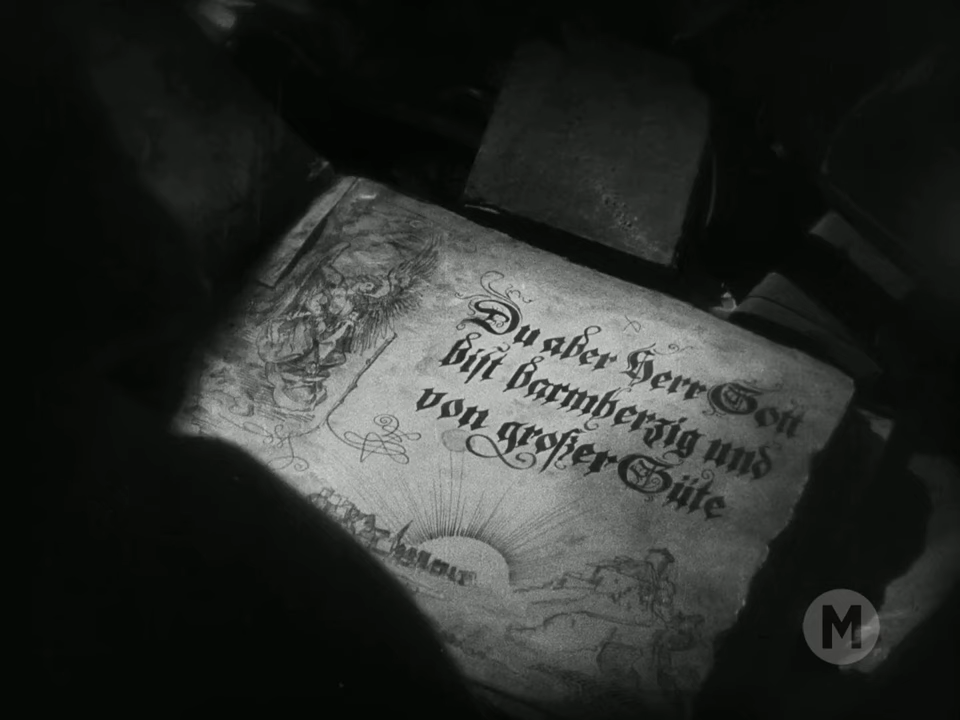 Du aber Herr Gott
bist barmherzig und
von großer Güte
M